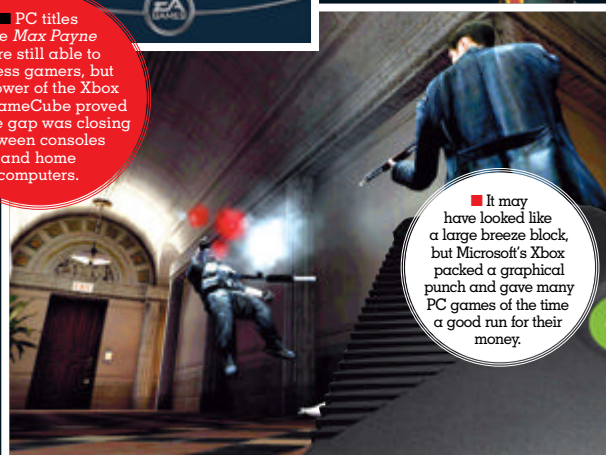 EA
GAMES
PC titles
Max Payne
re still able to
ess gamers, but
ower of the Xbox
ameCube proved
e gap was closing
ween consoles
and home
computers.
It may
have looked like
a large breeze block,
but Microsoft's Xbox
packed a graphical
punch and gave many
PC games of the time
a good run for their
money.